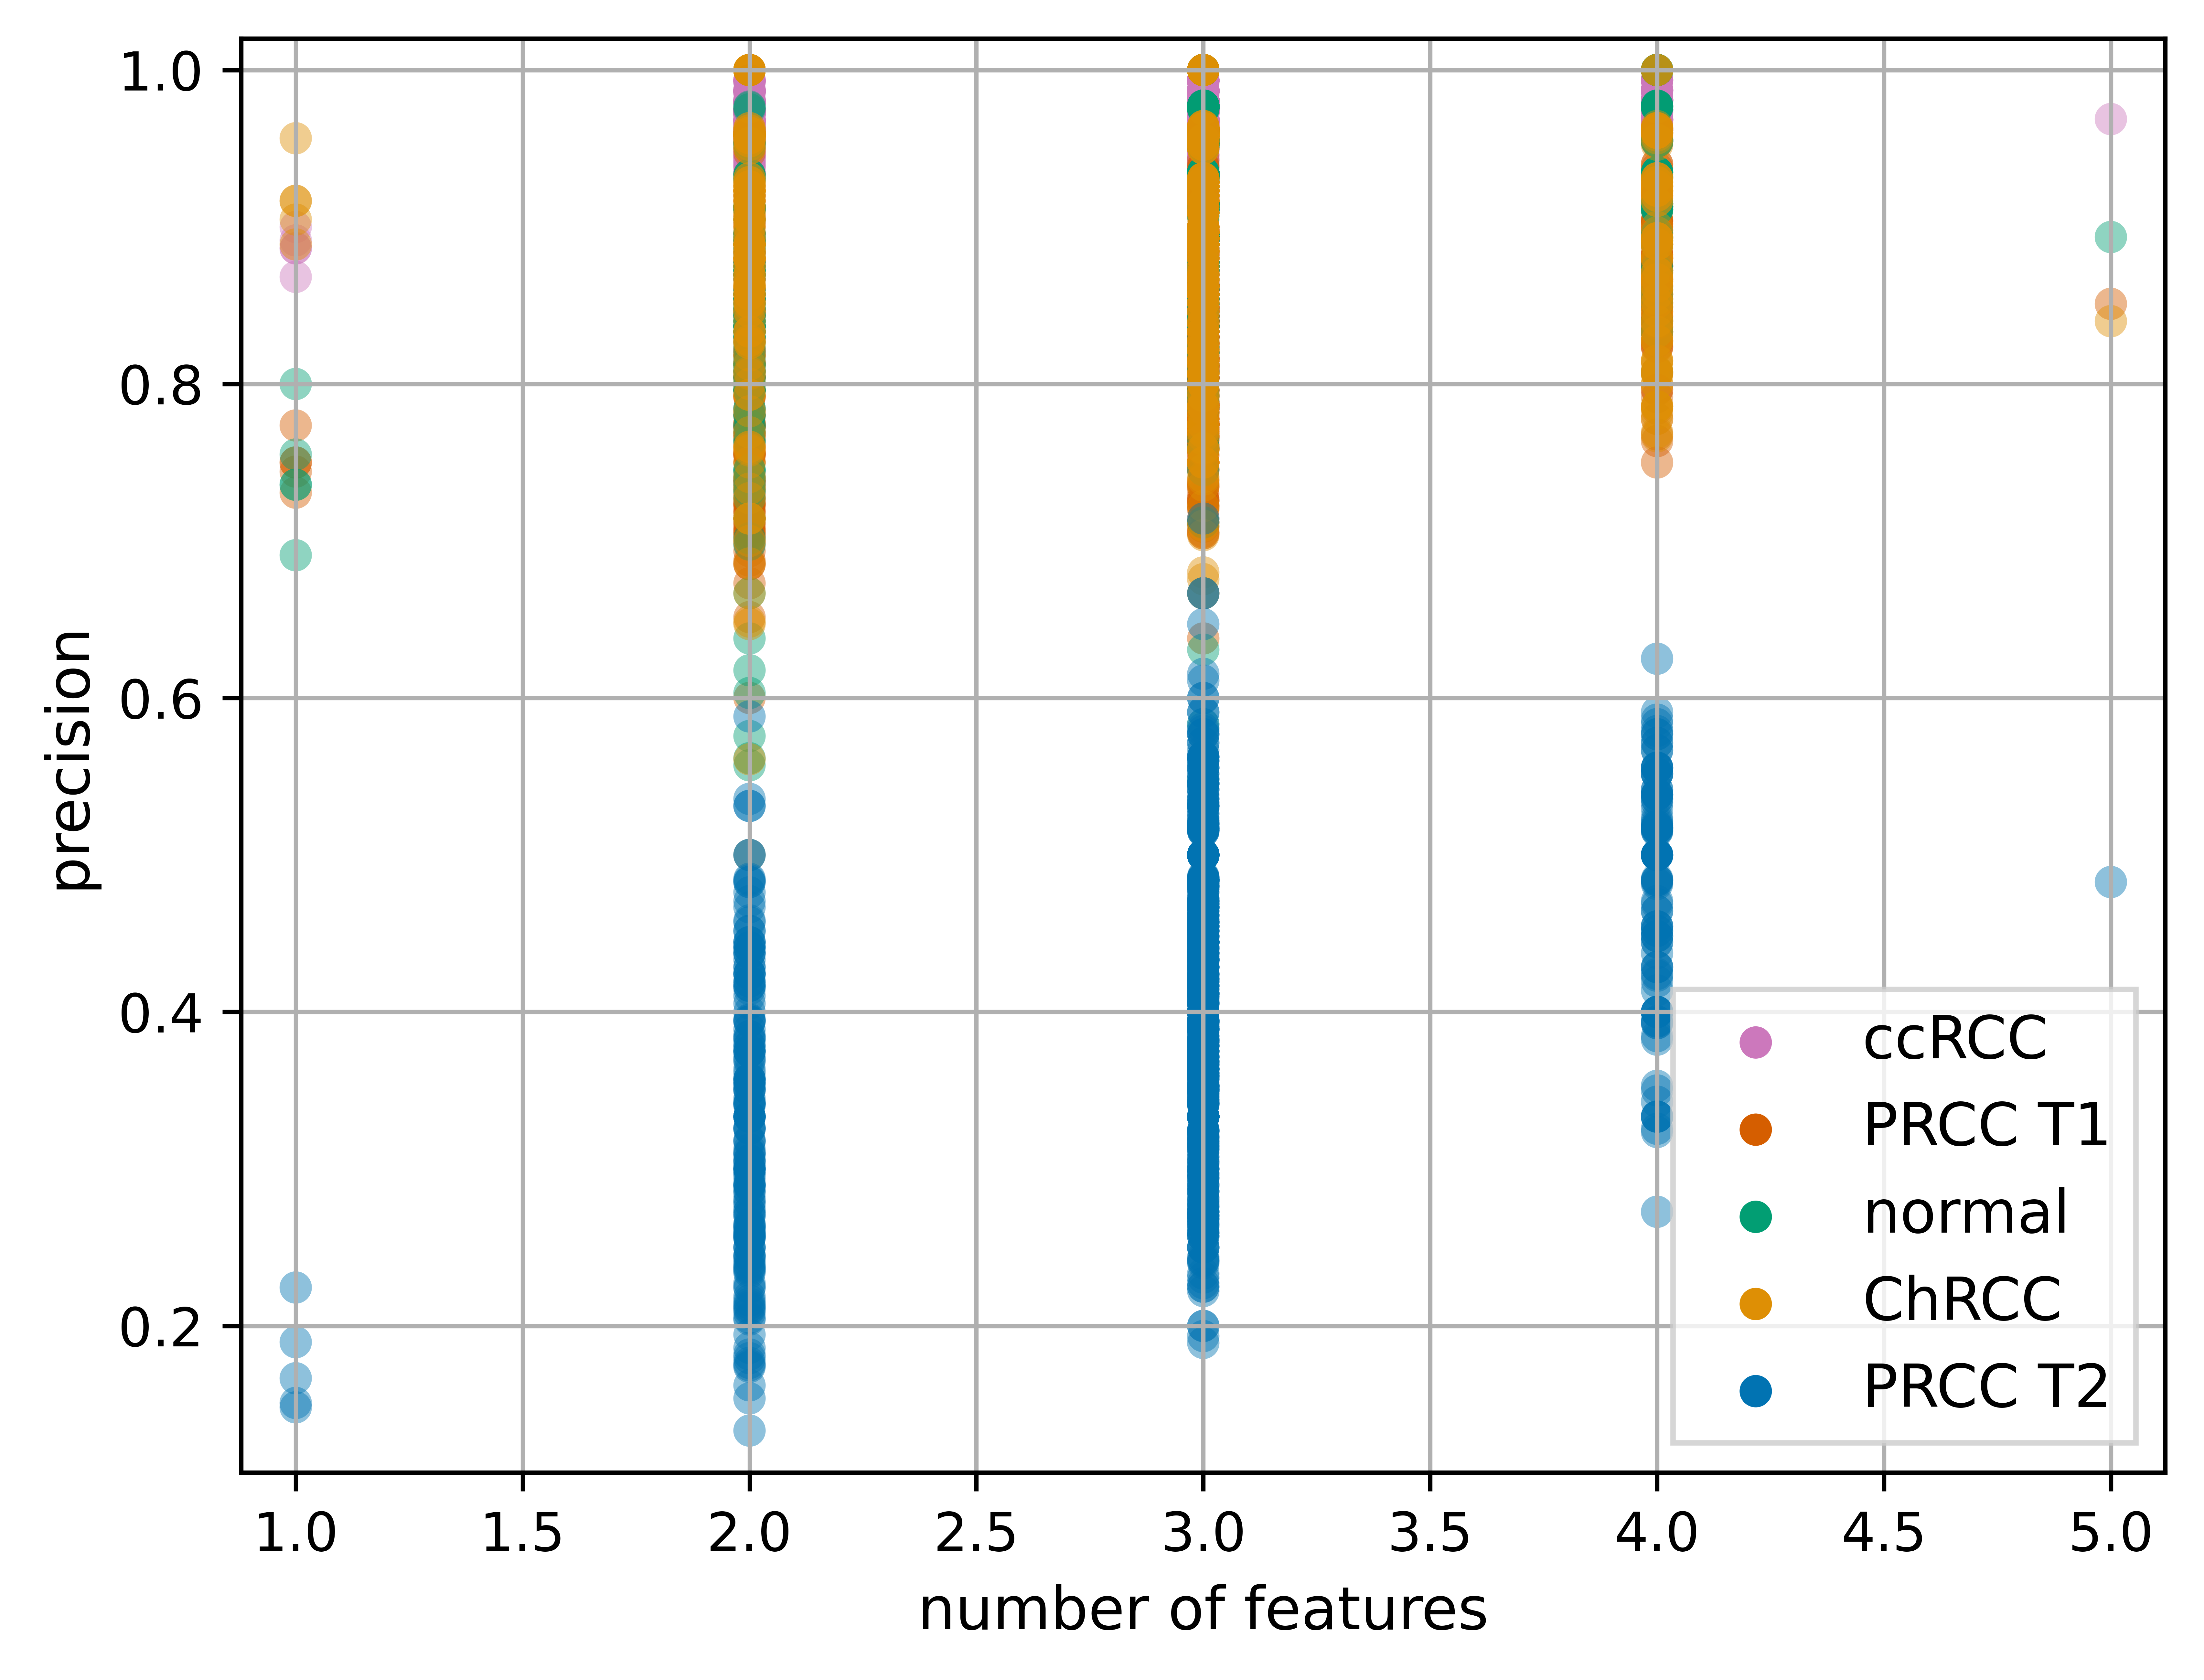 1.0
0.8
0.6
0.4
0.2
precision
ccRCC
PRCC T1
normal
ChRCC
PRCC T2
1.0 1.5 2.0 2.5 3.0 3.5 4.0 4.5 5.0
number of features